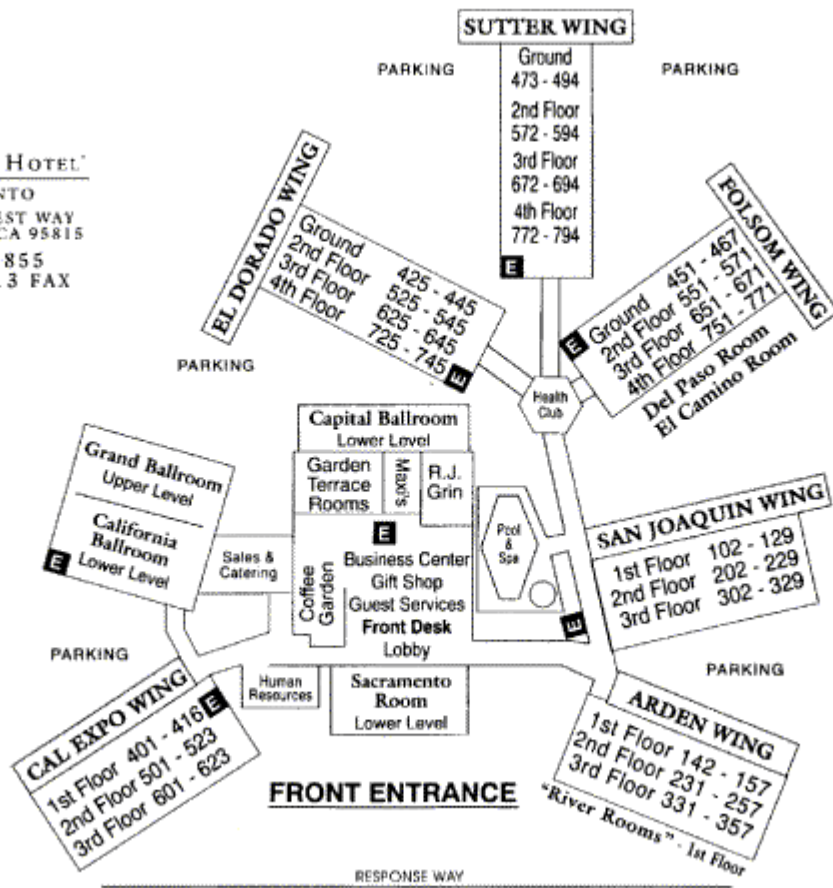 SUTTER WING
Ground
473 - 494
2nd Floor
572 - 594
3rd Floor
672 - 694
4th Floor
772 - 794
E
PARKING
PARKING
HOTEL
WAY
CA 95815
855
FAX
EL DORADO WING
Ground 425 - 445
2nd Floor 525 - 545
3rd Floor 625 - 645
4th Floor 725 - 745
E
PARKING
FOLSOM WING
Ground 451 - 467
2nd Floor 551 - 571
3rd Floor 651 - 671
4th Floor 751 - 771
E
Del Paso Room
El Camino Room
Health
Club
Capital Ballroom
Lower Level
Garden
Terrace
Rooms
Maxi's
R.J.
Grin
Grand Ballroom
Upper Level
California
Ballroom
Lower Level
E
Sales &
Catering
E
Business Center
Gift Shop
Guest Services
Front Desk
Lobby
Coffee
Garden
Pool
&
Spa
E
SAN JOAQUIN WING
1st Floor 102 - 129
2nd Floor 202 - 229
3rd Floor 302 - 329
PARKING
PARKING
Human
Resources
Sacramento
Room
Lower Level
CAL EXPO WING
1st Floor 401 - 416
2nd Floor 501 - 523
3rd Floor 601 - 623
E
ARDEN WING
1st Floor 142 - 157
2nd Floor 231 - 257
3rd Floor 331 - 357
"River Rooms" - 1st Floor
FRONT ENTRANCE
RESPONSE WAY